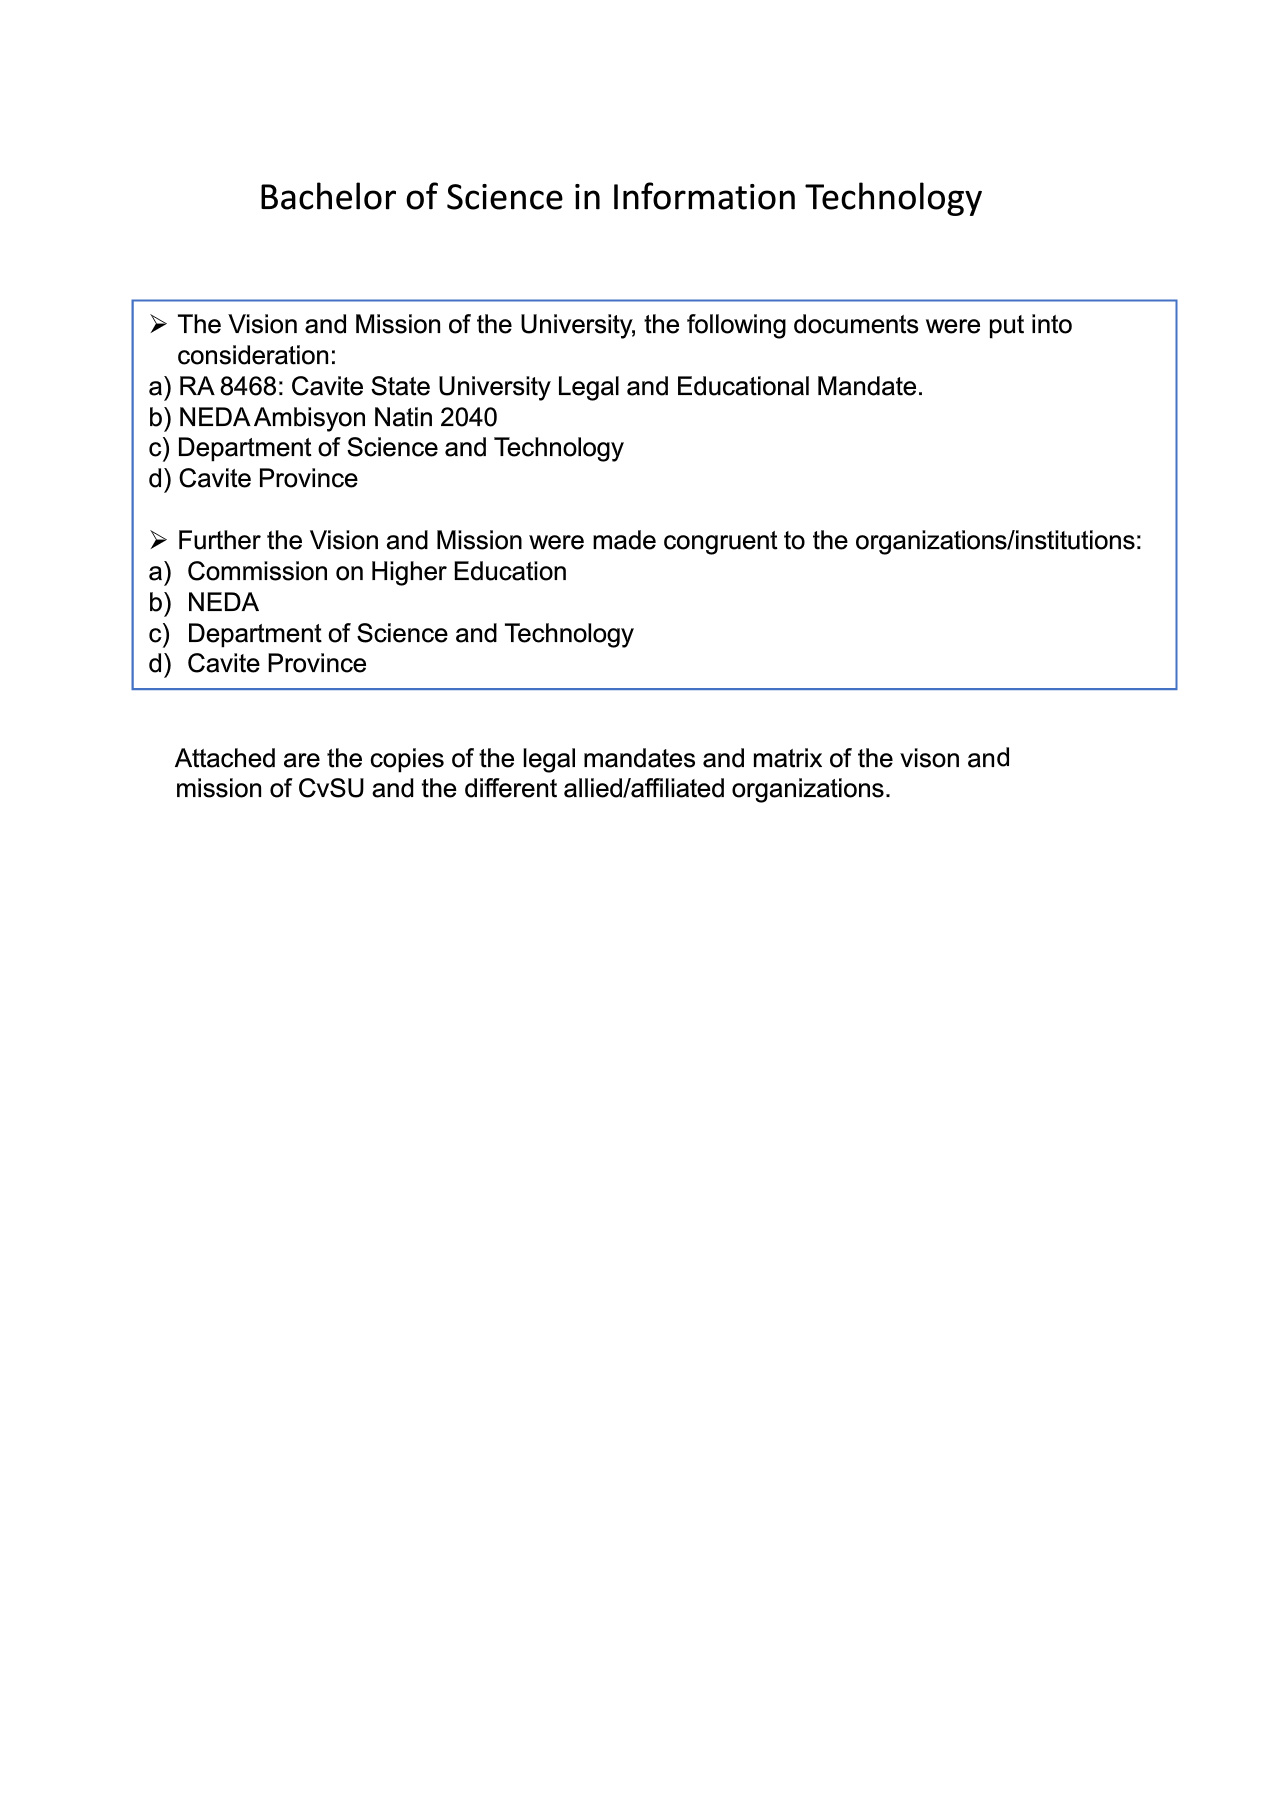 Bachelor of Science in Information Technology
➢ The Vision and Mission of the University, the following documents were put into
consideration:
a) RA 8468: Cavite State University Legal and Educational Mandate.
b) NEDA Ambisyon Natin 2040
c) Department of Science and Technology
d) Cavite Province
➢ Further the Vision and Mission were made congruent to the organizations/institutions:
a) Commission on Higher Education
b) NEDA
c) Department of Science and Technology
d) Cavite Province
Attached are the copies of the legal mandates and matrix of the vison and
mission of CvSU and the different allied/affiliated organizations.